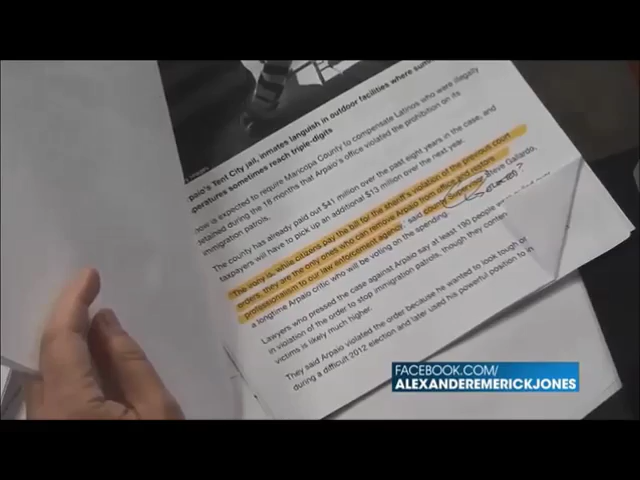 paio's Tent City jail, inmates languish in outdoor facilities where sum
peratures sometimes reach triple-digits
now is expected to require Maricopa County to compensate Latinos who were illegally
etained during the 18 months that Arpaio's office violated the prohibition on its
immigration patrols.
The county has already paid out $41 million over the past eight years in the case, and
taxpayers will have to pick up an additional $13 million over the next year.
"The irony is, while citizens pay the bill for the sheriff's violation of the previous court
orders, they are the only ones who can remove Arpaio from office and restore
professionalism to our law enforcement agency," said county Steve Gallardo,
a longtime Arpaio critic who will be voting on the spending.
Lawyers who pressed the case against Arpaio say at least 190 people
in violation of the order to stop immigration patrols, though they conten
victims is likely much higher.
They said Arpaio violated the order because he wanted to look tough
during a difficult 2012 election and later used his powerful position to in
FACEBOOK.COM/
ALEXANDEREMERICKJONES